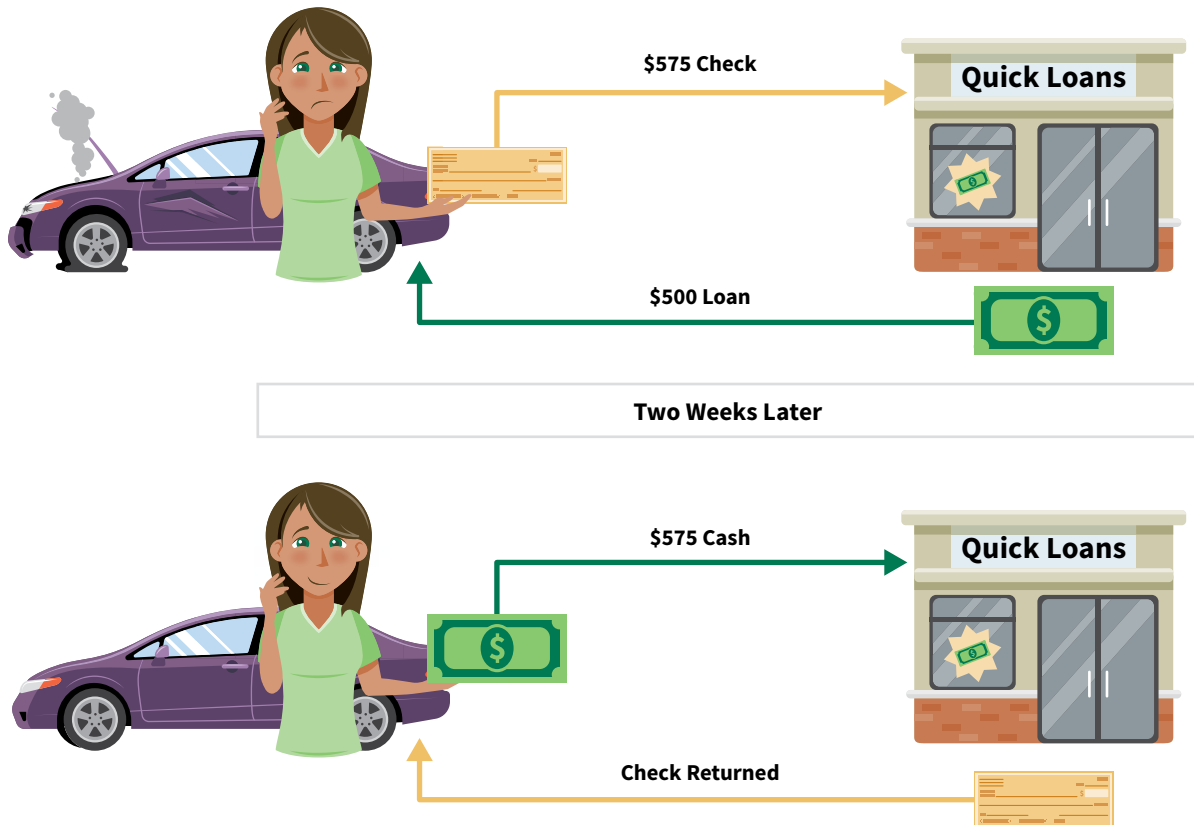 $575 Check
Quick Loans
$500 Loan
$
Two Weeks Later
$575 Cash
Quick Loans
$
Check Returned